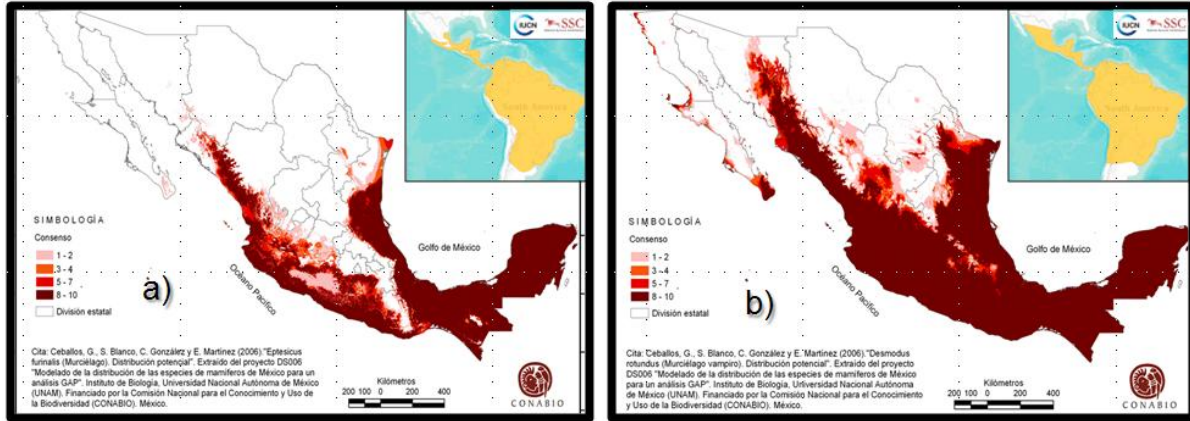 IUCN
SSC
South America
SIMBOLOGÍA
Consenso
1 - 2
3 - 4
5 - 7
8 - 10
División estatal
a)
Golfo de México
Océano Pacífico
Cita: Ceballos, G., S. Blanco, C. González y E. Martínez (2006)."Eptesicus
furinalis (Murciélago). Distribución potencial". Extraído del proyecto DS006
"Modelado de la distribución de las especies de mamíferos de México para un
análisis GAP". Instituto de Biología, Universidad Nacional Autónoma de México
(UNAM). Financiado por la Comisión Nacional para el Conocimiento y Uso de
la Biodiversidad (CONABIO). México.
Kilómetros
200 100 0 200 400
CONABIO
IUCN
SSC
South America
SIMBOLOGÍA
Consenso
1 - 2
3 - 4
5 - 7
8 - 10
División estatal
b)
Golfo de México
Océano Pacífico
Cita: Ceballos, G., S. Blanco, C. González y E. Martínez (2006)."Desmodus
rotundus (Murciélago vampiro). Distribución potencial". Extraído del proyecto
DS006 "Modelado de la distribución de las especies de mamíferos de México
para un análisis GAP". Instituto de Biología, Universidad Nacional Autónoma
de México (UNAM). Financiado por la Comisión Nacional para el Conocimiento
y Uso de la Biodiversidad (CONABIO). México.
Kilómetros
200 100 0 200 400
CONABIO